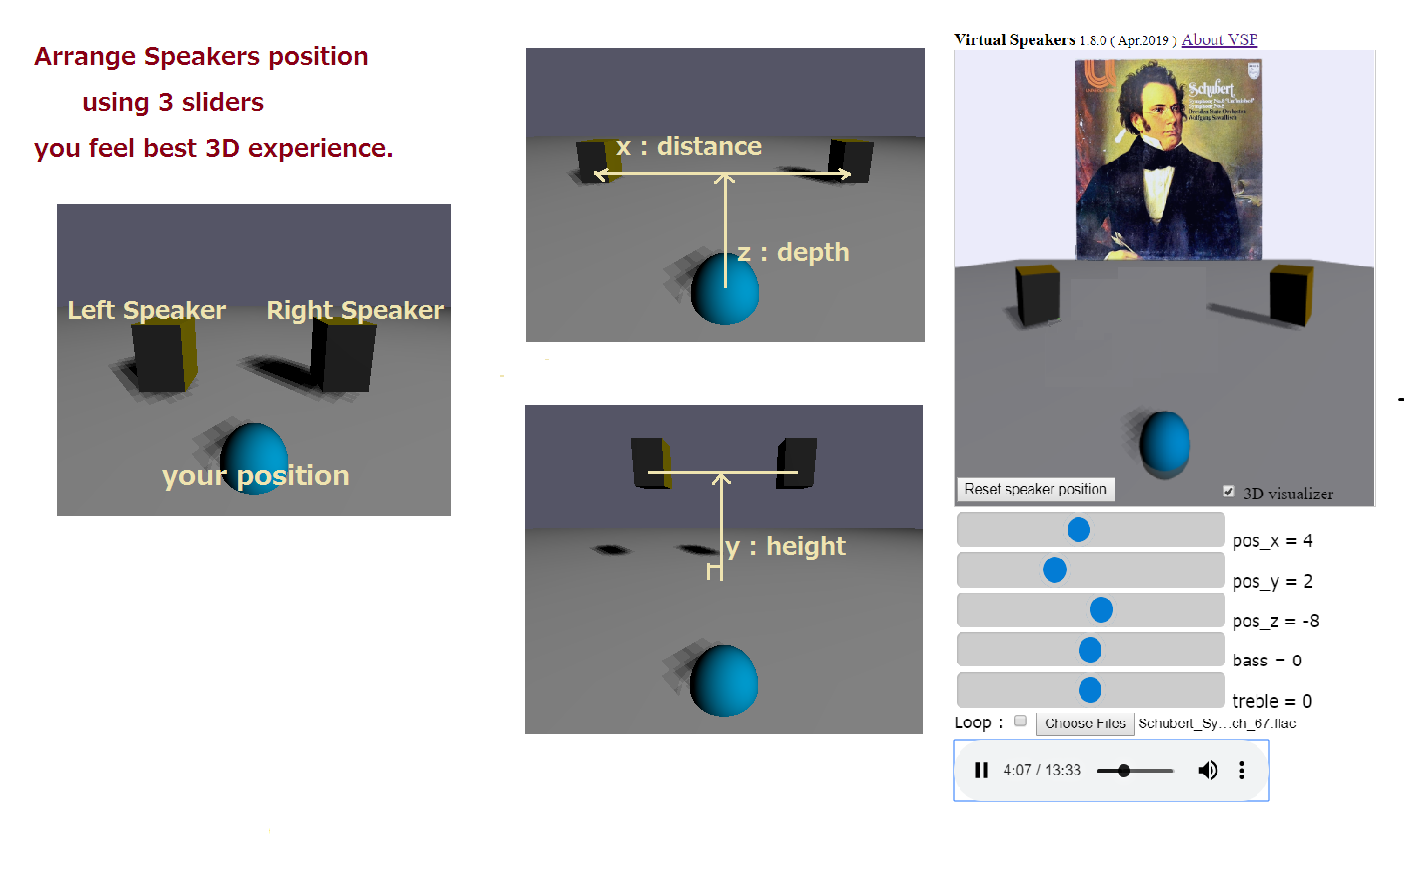 Arrange Speakers position
using 3 sliders
you feel best 3D experience.
Left Speaker
Right Speaker
your position
x : distance
z : depth
y : height
Virtual Speakers 1.8.0 ( Apr.2019 ) About VSP
Schubert
Wolfgang Sawallisch
Reset speaker position
3D visualizer
pos_x = 4
pos_y = 2
pos_z = -8
bass = 0
treble = 0
Loop :
Choose Files
Schubert_Sy...ch_67.flac
4:07 / 13:33